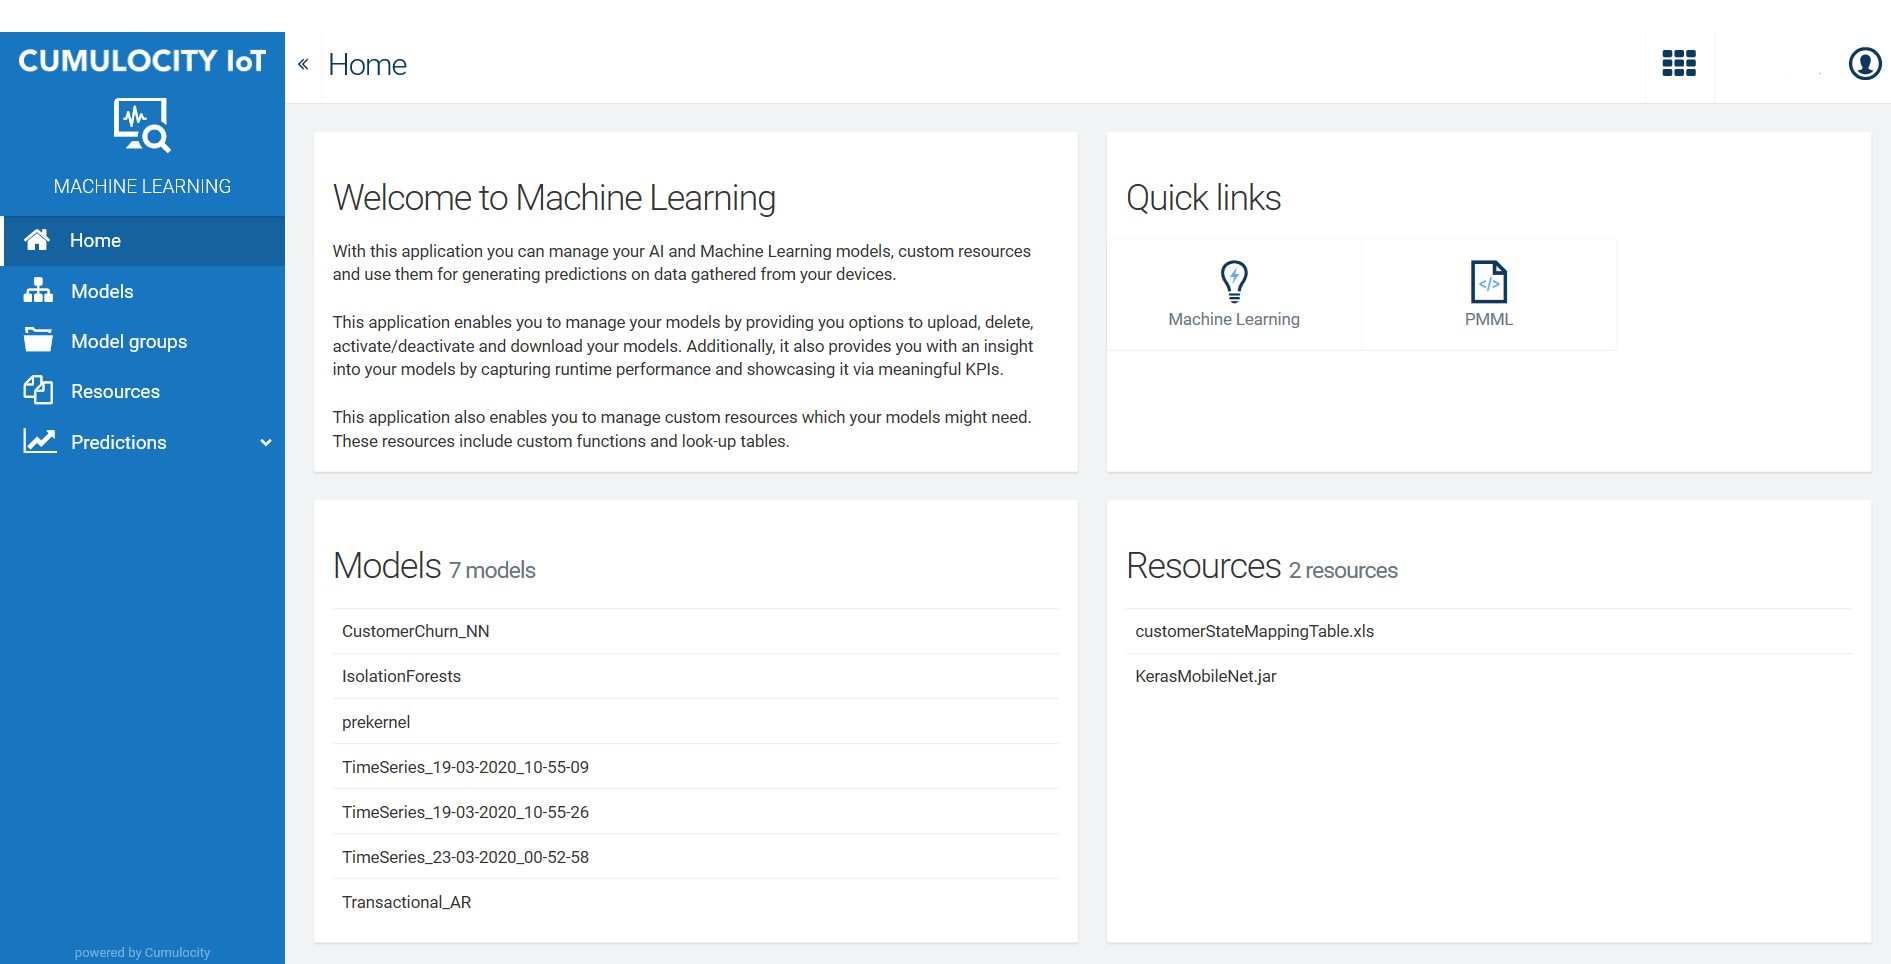 CUMULOCITY IoT
MACHINE LEARNING
Home
Models
Model groups
Resources
Predictions
powered by Cumulocity
« Home
Welcome to Machine Learning
With this application you can manage your AI and Machine Learning models, custom resources
and use them for generating predictions on data gathered from your devices.
This application enables you to manage your models by providing you options to upload, delete,
activate/deactivate and download your models. Additionally, it also provides you with an insight
into your models by capturing runtime performance and showcasing it via meaningful KPIs.
This application also enables you to manage custom resources which your models might need.
These resources include custom functions and look-up tables.
Quick links
Machine Learning
</>
PMML
Models 7 models
CustomerChurn_NN
IsolationForests
prekernel
TimeSeries_19-03-2020_10-55-09
TimeSeries_19-03-2020_10-55-26
TimeSeries_23-03-2020_00-52-58
Transactional_AR
Resources 2 resources
customerStateMappingTable.xls
KerasMobileNet.jar